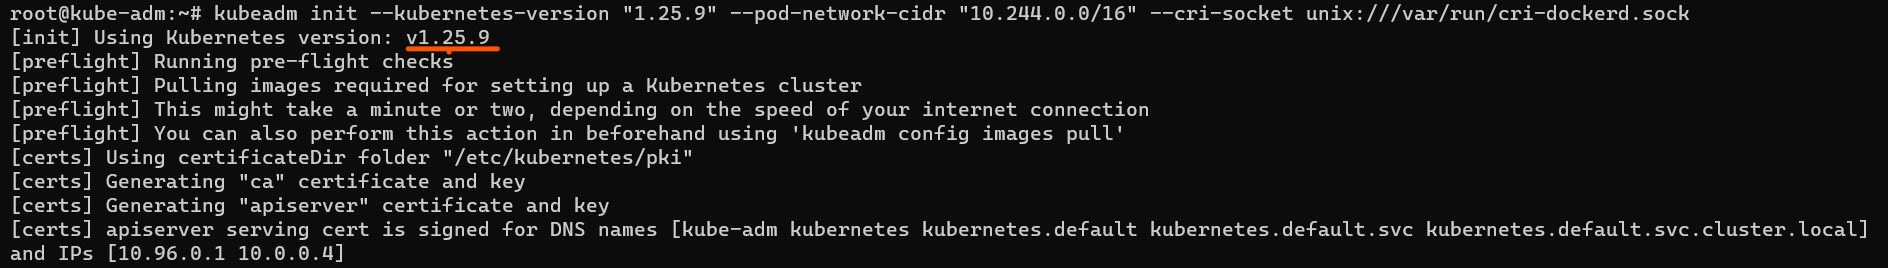 root@kube-adm:~# kubeadm init --kubernetes-version "1.25.9" --pod-network-cidr "10.244.0.0/16" --cri-socket unix:///var/run/cri-dockerd.sock
[init] Using Kubernetes version: v1.25.9
[preflight] Running pre-flight checks
[preflight] Pulling images required for setting up a Kubernetes cluster
[preflight] This might take a minute or two, depending on the speed of your internet connection
[preflight] You can also perform this action in beforehand using 'kubeadm config images pull'
[certs] Using certificateDir folder "/etc/kubernetes/pki"
[certs] Generating "ca" certificate and key
[certs] Generating "apiserver" certificate and key
[certs] apiserver serving cert is signed for DNS names [kube-adm kubernetes kubernetes.default kubernetes.default.svc kubernetes.default.svc.cluster.local]
and IPs [10.96.0.1 10.0.0.4]